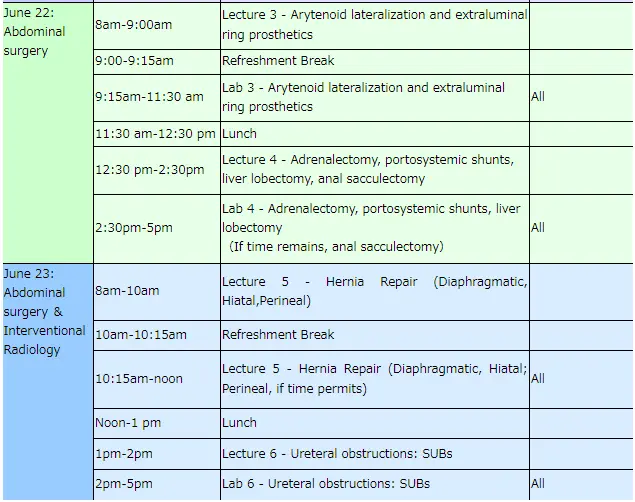 June 22:
Abdominal
surgery
8am-9:00am
Lecture 3 - Arytenoid lateralization and extraluminal
ring prosthetics
9:00-9:15am
Refreshment Break
9:15am-11:30 am
Lab 3 - Arytenoid lateralization and extraluminal
ring prosthetics
All
11:30 am-12:30 pm
Lunch
12:30 pm-2:30pm
Lecture 4 - Adrenalectomy, portosystemic shunts,
liver lobectomy, anal sacculectomy
2:30pm-5pm
Lab 4 - Adrenalectomy, portosystemic shunts, liver
lobectomy
（If time remains, anal sacculectomy）
All
June 23:
Abdominal
surgery &
Interventional
Radiology
8am-10am
Lecture 5 - Hernia Repair (Diaphragmatic,
Hiatal,Perineal)
10am-10:15am
Refreshment Break
10:15am-noon
Lecture 5 - Hernia Repair (Diaphragmatic, Hiatal;
Perineal, if time permits)
All
Noon-1 pm
Lunch
1pm-2pm
Lecture 6 - Ureteral obstructions: SUBs
2pm-5pm
Lab 6 - Ureteral obstructions: SUBs
All